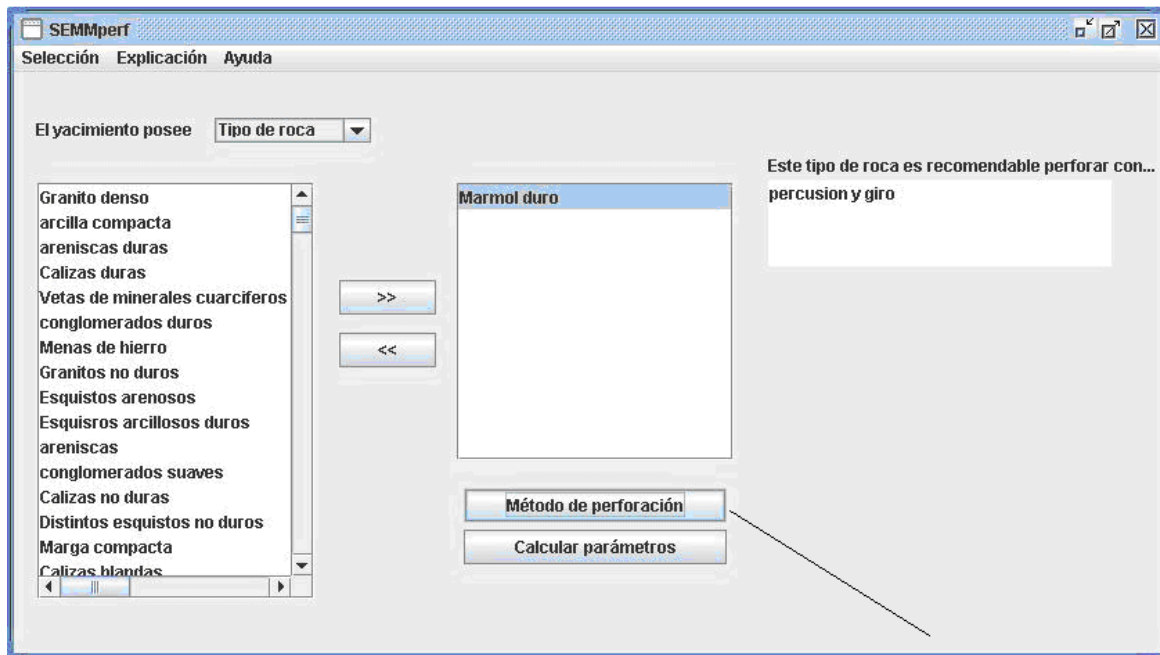 SEMMperf
Selección Explicación Ayuda
El yacimiento posee Tipo de roca
Granito denso
arcilla compacta
areniscas duras
Calizas duras
Vetas de minerales cuarciferos
conglomerados duros
Menas de hierro
Granitos no duros
Esquistos arenosos
Esquisros arcillosos duros
areniscas
conglomerados suaves
Calizas no duras
Distintos esquistos no duros
Marga compacta
Calizas blandas
>>
<<
Marmol duro
Método de perforación
Calcular parámetros
Este tipo de roca es recomendable perforar con...
percusion y giro